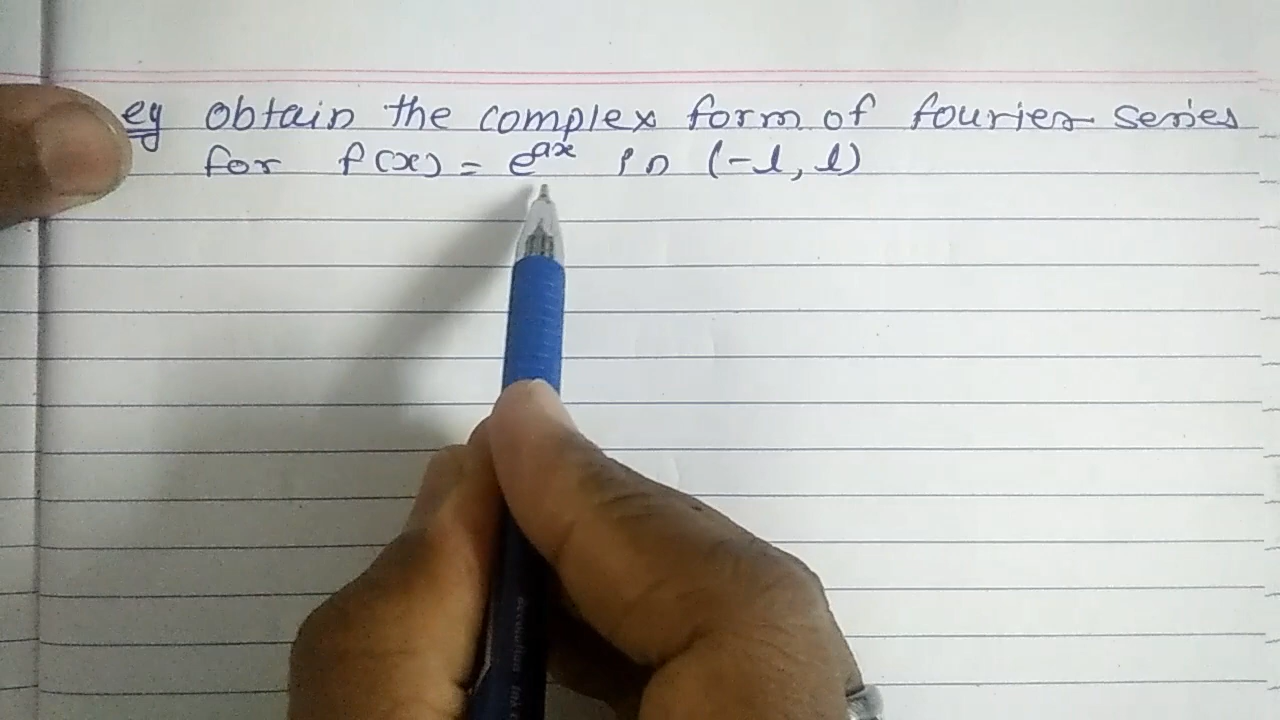 eg obtain the complex form of fourier series
for f(x) = e^ax in (-l, l)